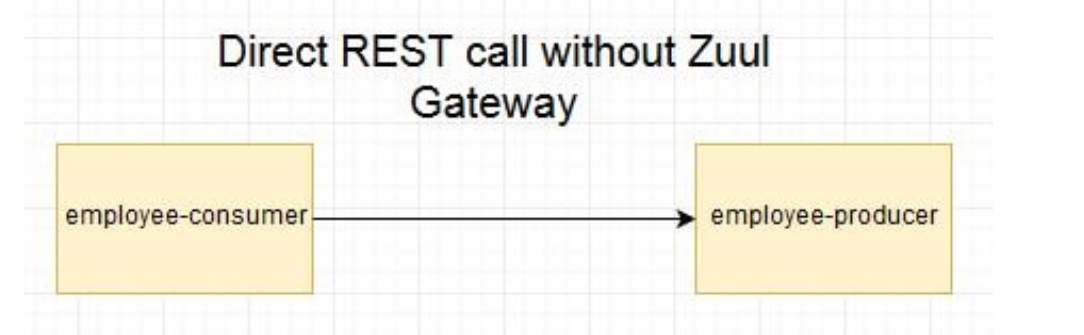 Direct REST call without Zuul
Gateway
employee-consumer
employee-producer